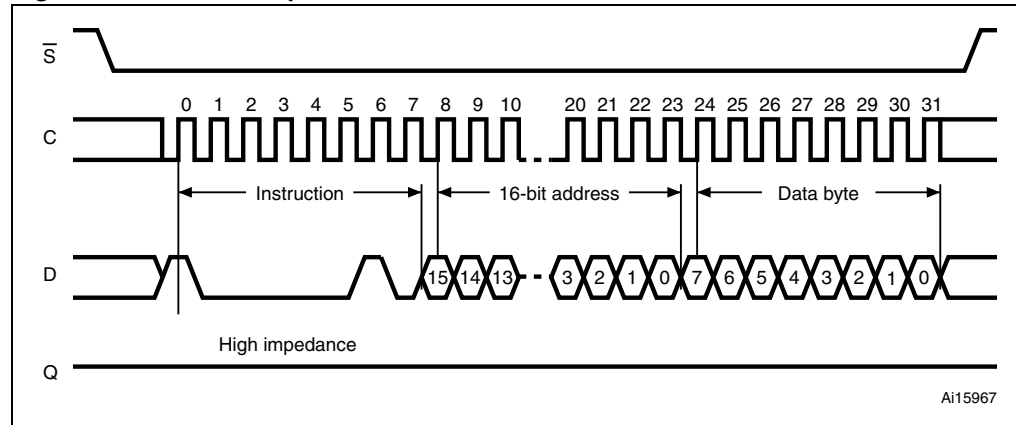 S
0 1 2 3 4 5 6 7 8 9 10 20 21 22 23 24 25 26 27 28 29 30 31
C
Instruction 16-bit address Data byte
D
15 14 13 3 2 1 0 7 6 5 4 3 2 1 0
High impedance
Q
Ai15967